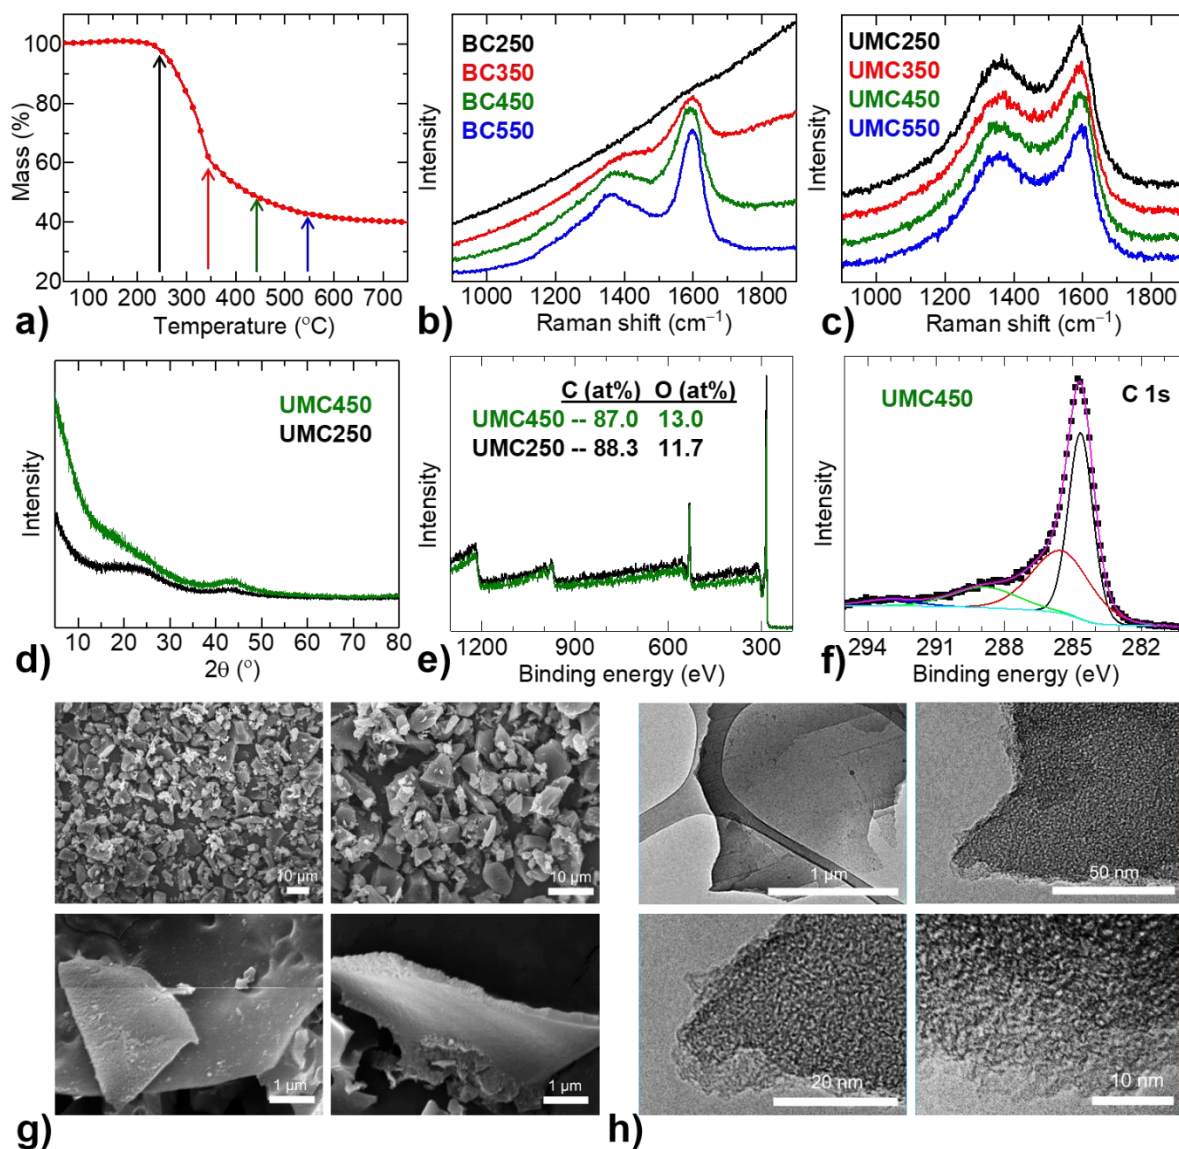 100
80
60
40
20
Mass (%)
100 200 300 400 500 600 700
Temperature (°C)
a)
BC250
BC350
BC450
BC550
Intensity
1000 1200 1400 1600 1800
Raman shift (cm⁻¹)
b)
UMC250
UMC350
UMC450
UMC550
Intensity
1000 1200 1400 1600 1800
Raman shift (cm⁻¹)
c)
UMC450
UMC250
Intensity
10 20 30 40 50 60 70 80
2θ (°)
d)
C (at%) O (at%)
UMC450 -- 87.0 13.0
UMC250 -- 88.3 11.7
Intensity
1200 900 600 300
Binding energy (eV)
e)
UMC450
C 1s
Intensity
294 291 288 285 282
Binding energy (eV)
f)
10 µm
10 µm
1 µm
1 µm
g)
1 µm
50 nm
20 nm
10 nm
h)